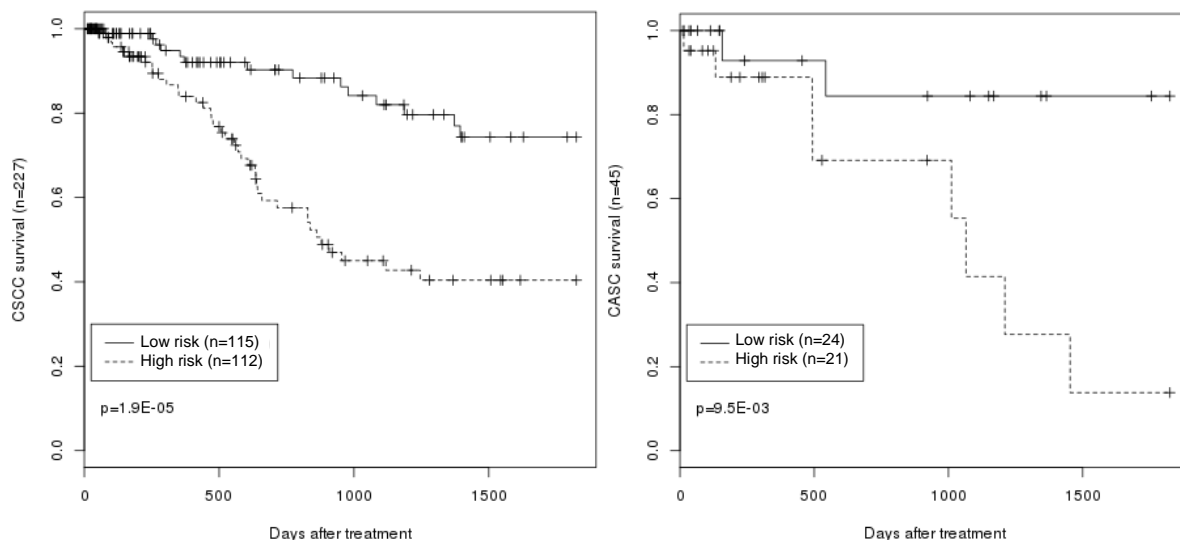 CSCC survival (n=227)
1.0
0.8
0.6
0.4
0.2
0.0
Low risk (n=115)
High risk (n=112)
p=1.9E-05
0 500 1000 1500
Days after treatment
CASC survival (n=45)
1.0
0.8
0.6
0.4
0.2
0.0
Low risk (n=24)
High risk (n=21)
p=9.5E-03
0 500 1000 1500
Days after treatment